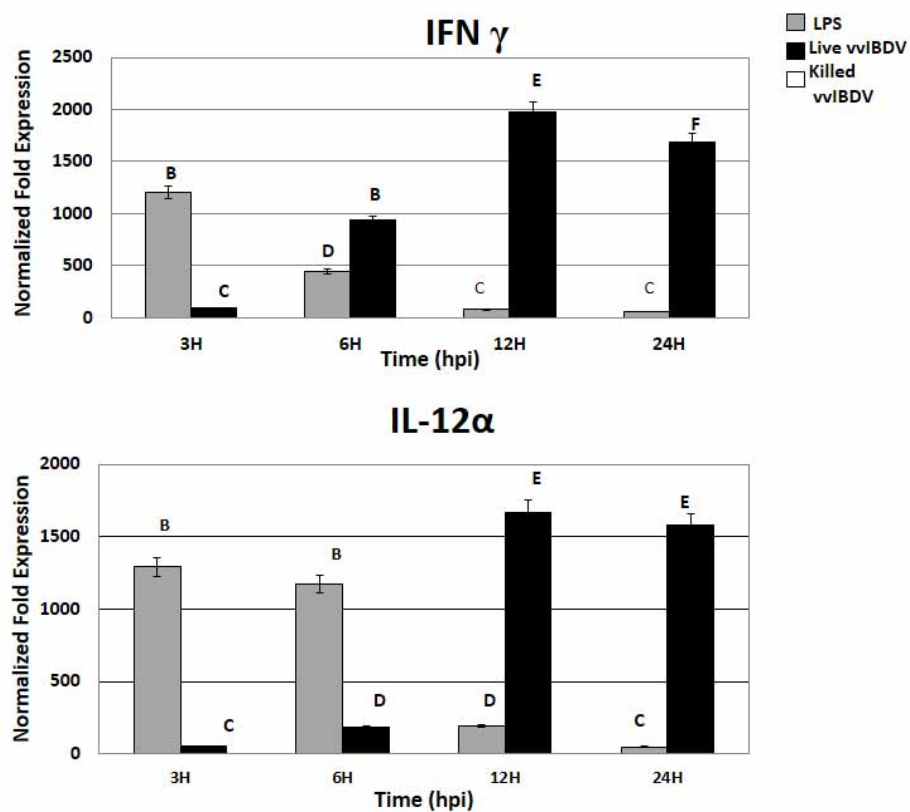 IFN γ
LPS
Live vvIBDV
Killed
vvIBDV
Normalized Fold Expression
2500
2000
1500
1000
500
0
B
C
D
B
C
E
C
F
3H
6H
12H
24H
Time (hpi)
IL-12α
Normalized Fold Expression
2000
1500
1000
500
0
B
C
B
D
D
E
C
E
3H
6H
12H
24H
Time (hpi)